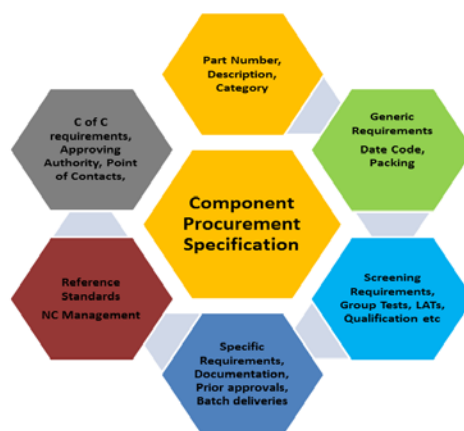 Part Number,
Description,
Category
Generic
Requirements
Date Code,
Packing
Screening
Requirements,
Group Tests, LATs,
Qualification etc
Specific
Requirements,
Documentation,
Prior approvals,
Batch deliveries
Reference
Standards
NC Management
C of C
requirements,
Approving
Authority, Point
of Contacts,
Component
Procurement
Specification